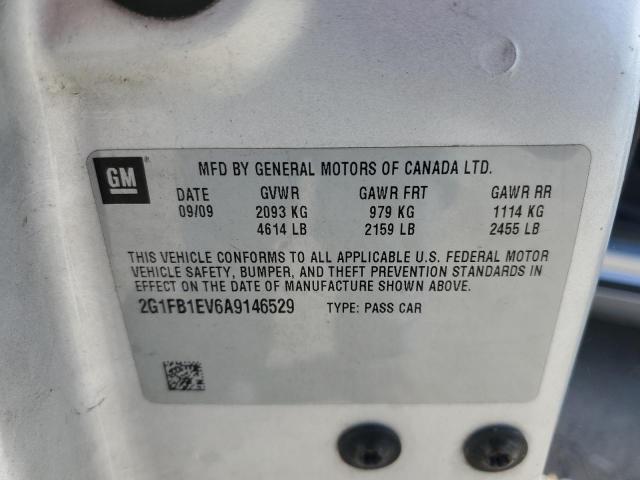 GM
MFD BY GENERAL MOTORS OF CANADA LTD.
DATE GVWR GAWR FRT GAWR RR
09/09 2093 KG 979 KG 1114 KG
4614 LB 2159 LB 2455 LB
THIS VEHICLE CONFORMS TO ALL APPLICABLE U.S. FEDERAL MOTOR
VEHICLE SAFETY, BUMPER, AND THEFT PREVENTION STANDARDS IN
EFFECT ON THE DATE OF MANUFACTURE SHOWN ABOVE.
2G1FB1EV6A9146529 TYPE: PASS CAR